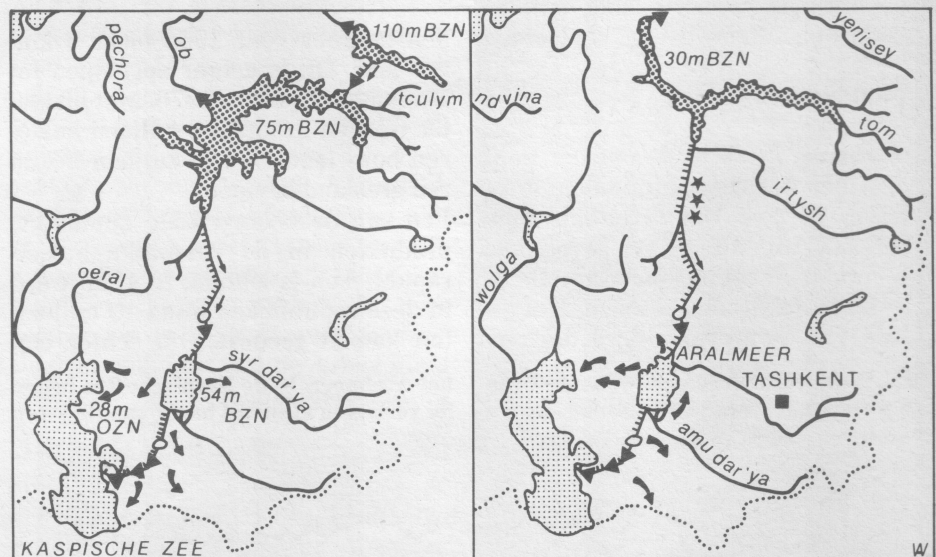 pechora
ob
110mBZN
tculym
75mBZN
oeral
syr dar'ya
54m
BZN
-28m
OZN
KASPISCHE ZEE
yenisey
30mBZN
ndvina
tom
irtysh
wolga
ARALMEER
TASHKENT
amu dar'ya